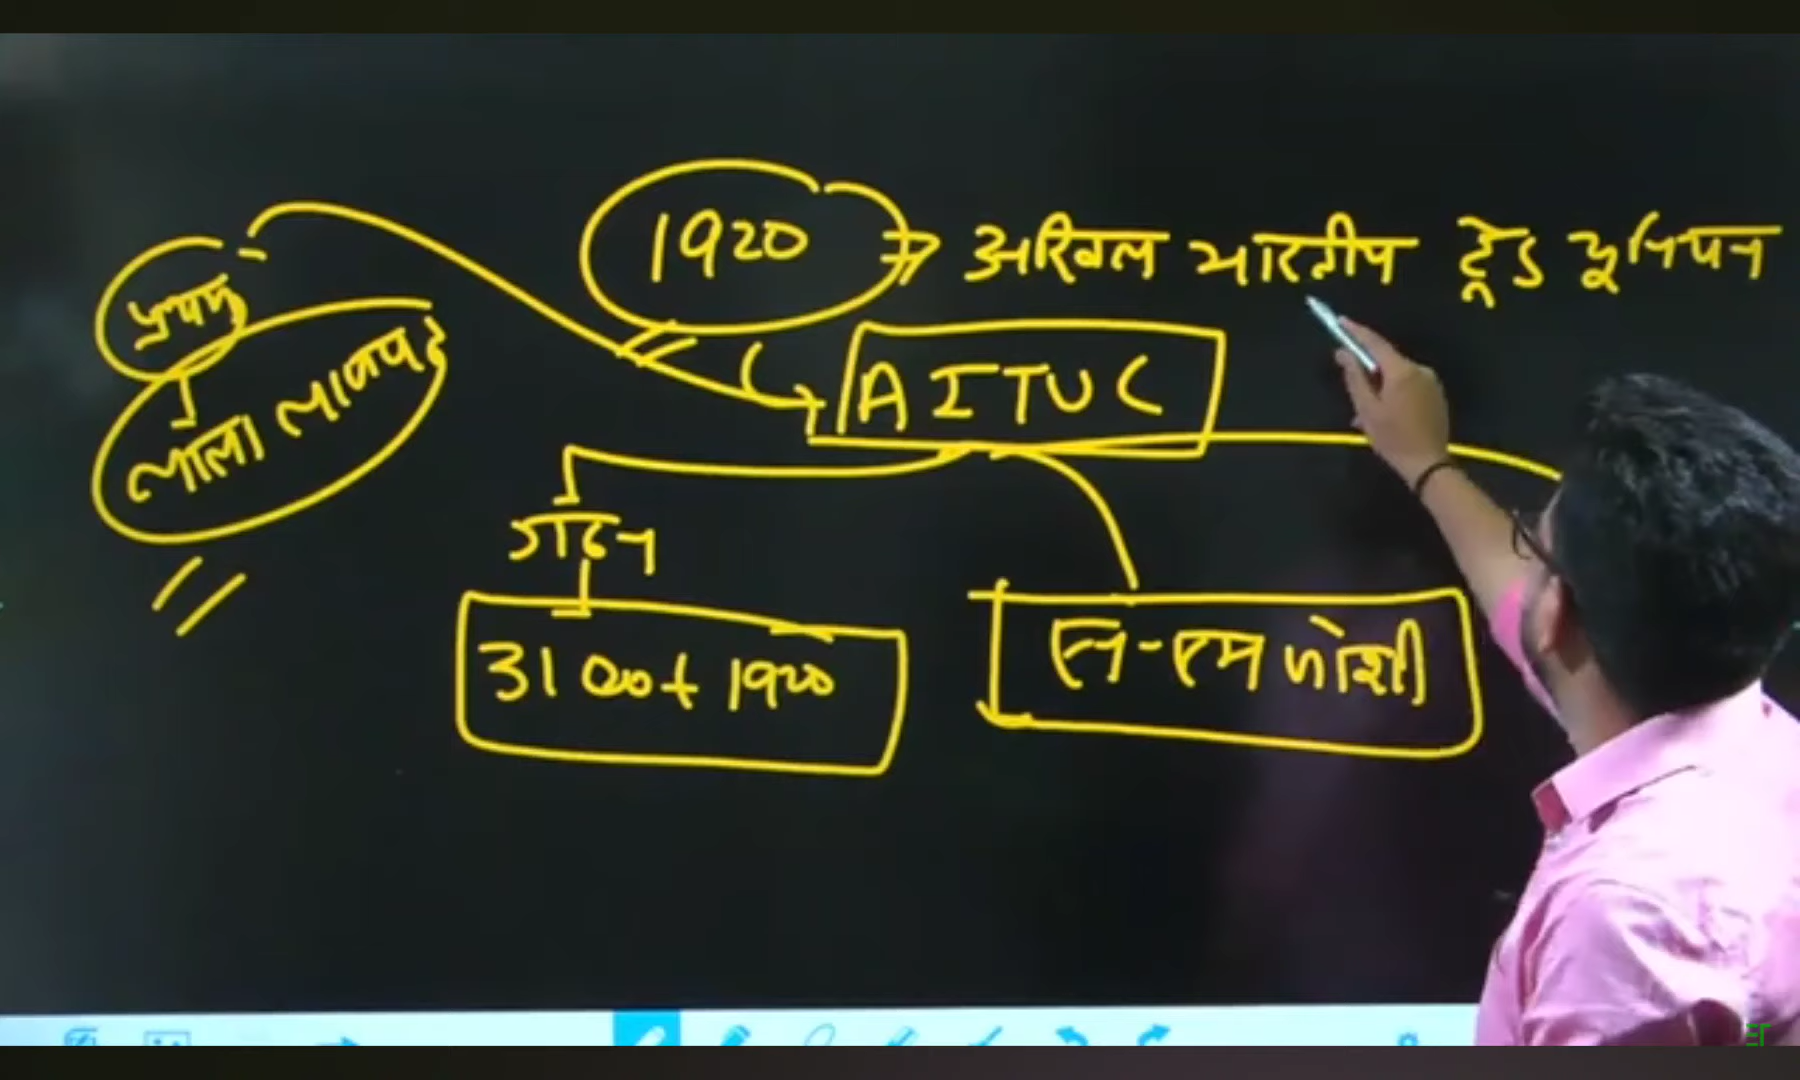 1920 ⇒ अखिल भारतीय ट्रेड यूनियन
प्रथम
लाला लाजपत
AITUC
गठन
31 Oct 1920
एन-एम जोशी